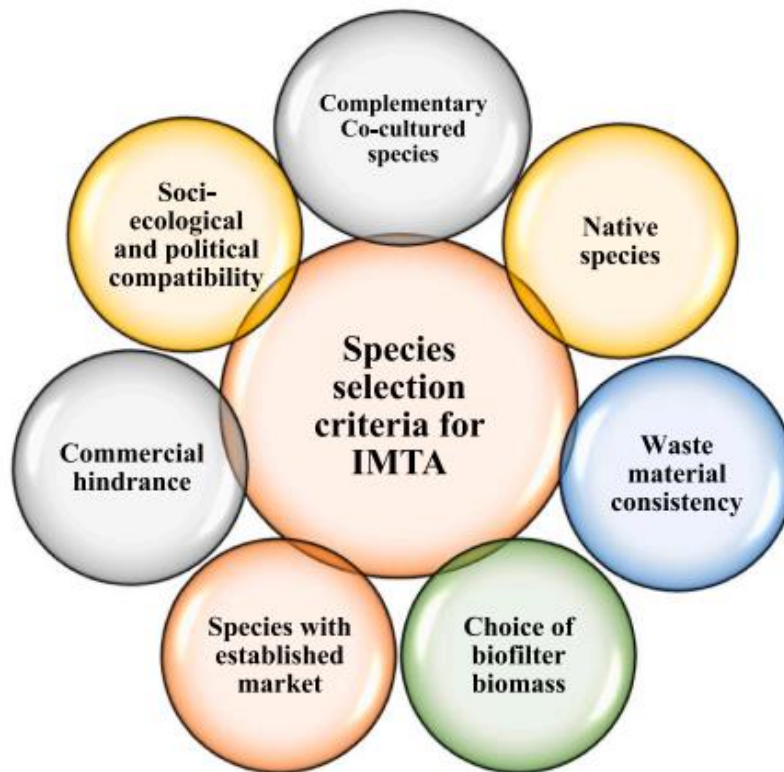 Complementary
Co-cultured
species
Native
species
Waste
material
consistency
Choice of
biofilter
biomass
Species with
established
market
Commercial
hindrance
Soci-
ecological
and political
compatibility
Species
selection
criteria for
IMTA